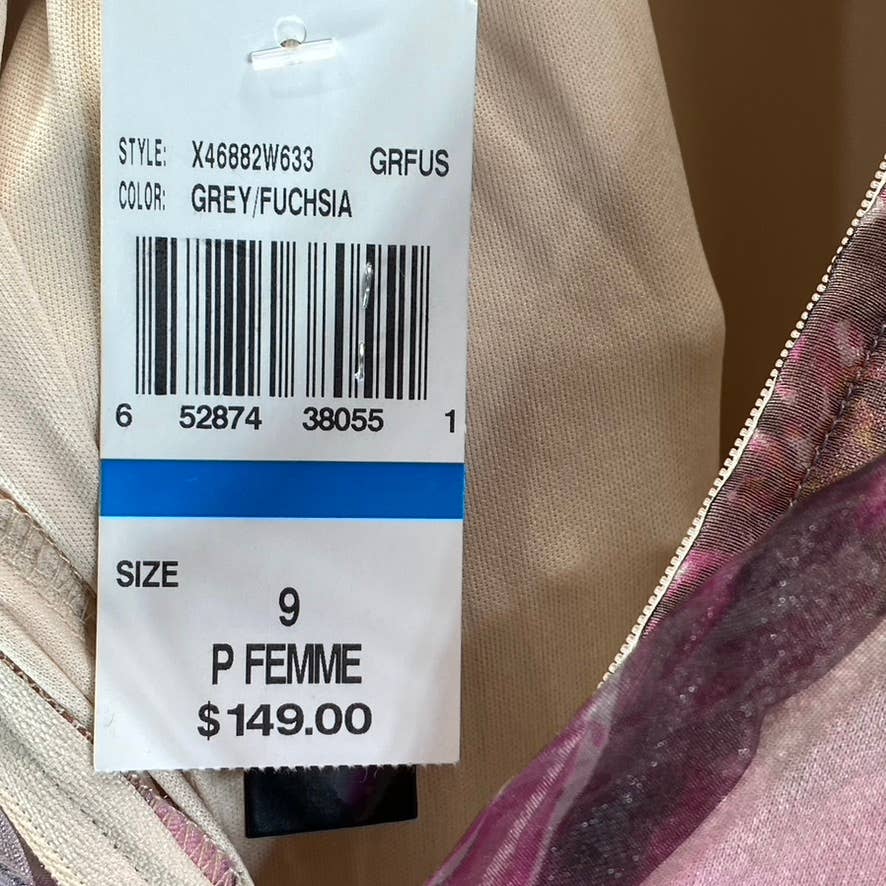 STYLE: X46882W633 GRFUS
COLOR: GREY/FUCHSIA
6 52874 38055 1
SIZE
9
P FEMME
$149.00